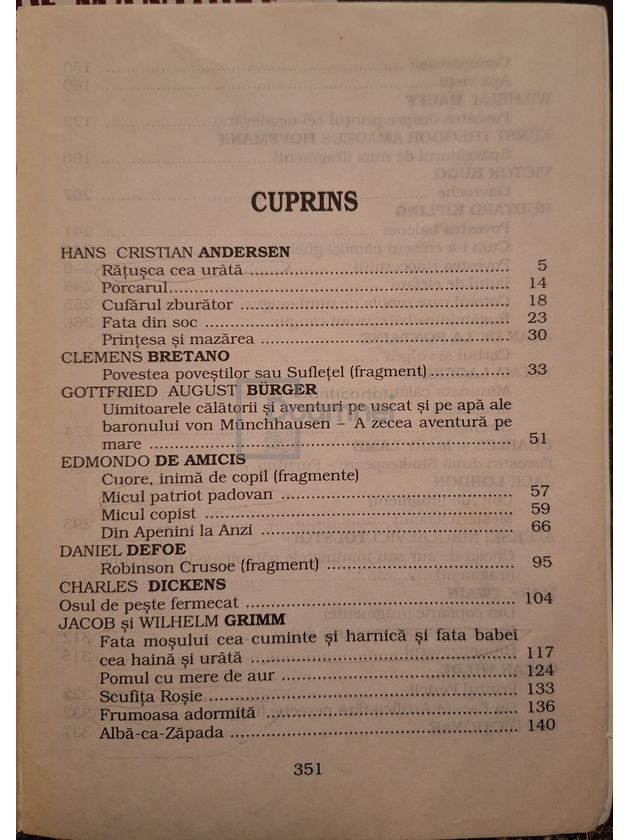 CUPRINS
HANS CRISTIAN ANDERSEN
Rățușca cea urâtă ........ 5
Porcarul ........ 14
Cufărul zburător ........ 18
Fata din soc ........ 23
Prințesa și mazărea ........ 30
CLEMENS BRETANO
Povestea poveștilor sau Sufletel (fragment) ........ 33
GOTTFRIED AUGUST BÜRGER
Uimitoarele călătorii și aventuri pe uscat și pe apă ale
baronului von Münchhausen – A zecea aventură pe
mare ........ 51
EDMONDO DE AMICIS
Cuore, inimă de copil (fragmente)
Micul patriot padovan ........ 57
Micul copist ........ 59
Din Apenini la Anzi ........ 66
DANIEL DEFOE
Robinson Crusoe (fragment) ........ 95
CHARLES DICKENS
Osul de pește fermecat ........ 104
JACOB și WILHELM GRIMM
Fata moșului cea cuminte și harnică și fata babei
cea haină și urâtă ........ 117
Pomul cu mere de aur ........ 124
Scufița Roșie ........ 133
Frumoasa adormită ........ 136
Albă-ca-Zăpada ........ 140
351